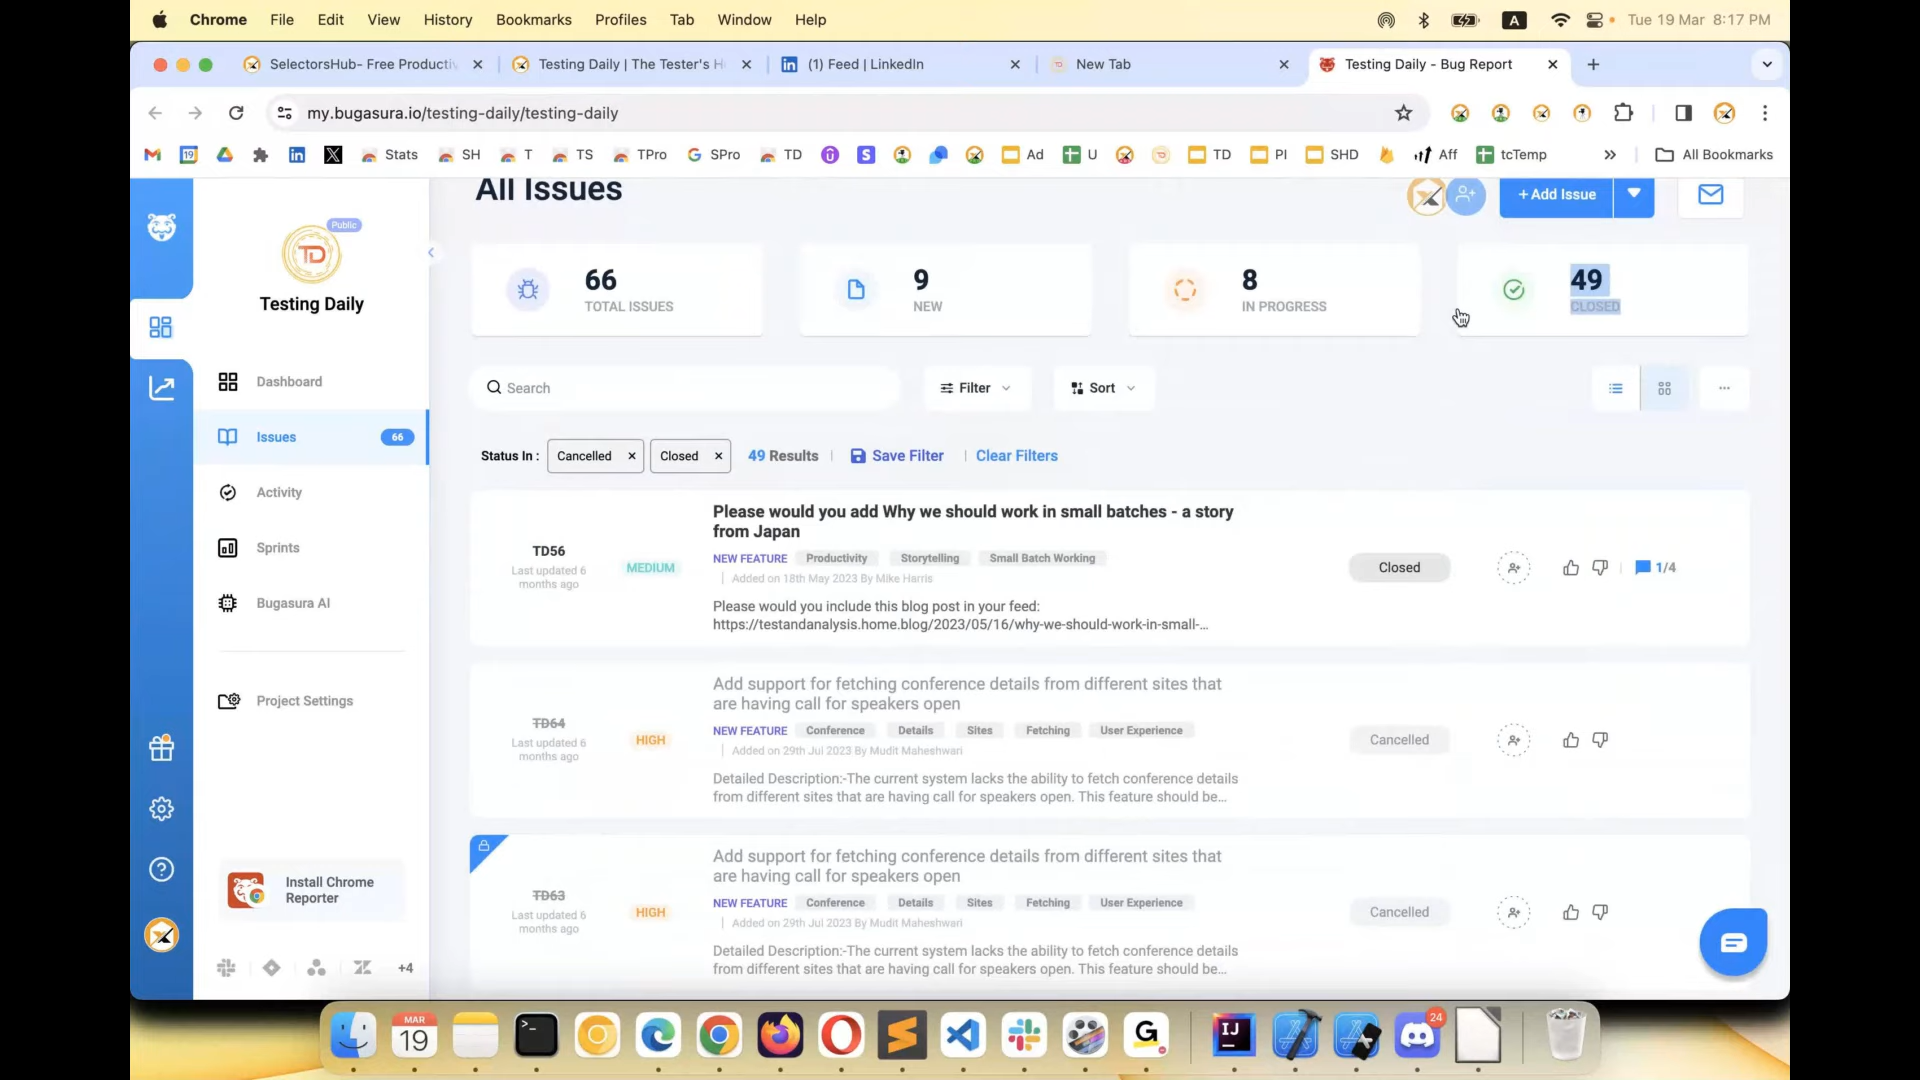 Chrome File Edit View History Bookmarks Profiles Tab Window Help A Tue 19 Mar 8:17 PM
SelectorsHub- Free Producti Testing Daily | The Tester's H (1) Feed | LinkedIn New Tab Testing Daily - Bug Report
my.bugasura.io/testing-daily/testing-daily
Stats SH T TS TPro SPro TD Ad U TD PI SHD Aff tcTemp » All Bookmarks
All Issues
+ Add Issue
Public
TD
Testing Daily
66
TOTAL ISSUES
9
NEW
8
IN PROGRESS
49
CLOSED
Dashboard
Issues 66
Activity
Sprints
Bugasura AI
Project Settings
Install Chrome
Reporter
+4
Search Filter Sort
Status In : Cancelled × Closed × 49 Results | Save Filter | Clear Filters
TD56
Last updated 6
months ago
MEDIUM
Please would you add Why we should work in small batches - a story
from Japan
NEW FEATURE Productivity Storytelling Small Batch Working
Added on 18th May 2023 By Mike Harris
Please would you include this blog post in your feed:
https://testandanalysis.home.blog/2023/05/16/why-we-should-work-in-small-...
Closed
1/4
TD64
Last updated 6
months ago
HIGH
Add support for fetching conference details from different sites that
are having call for speakers open
NEW FEATURE Conference Details Sites Fetching User Experience
Added on 29th Jul 2023 By Mudit Maheshwari
Detailed Description:-The current system lacks the ability to fetch conference details
from different sites that are having call for speakers open. This feature should be...
Cancelled
TD63
Last updated 6
months ago
HIGH
Add support for fetching conference details from different sites that
are having call for speakers open
NEW FEATURE Conference Details Sites Fetching User Experience
Added on 29th Jul 2023 By Mudit Maheshwari
Detailed Description:-The current system lacks the ability to fetch conference details
from different sites that are having call for speakers open. This feature should be...
Cancelled
MAR
19
G
IJ
24